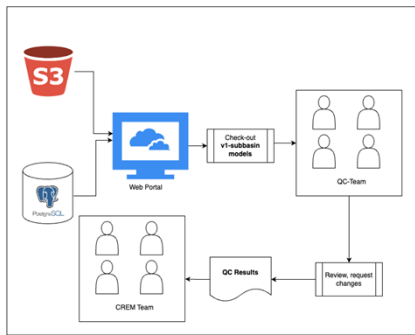 S3
Web Portal
Check-out
v1-subbasin
models
QC-Team
PostgreSQL
QC Results
Review, request
changes
CREM Team